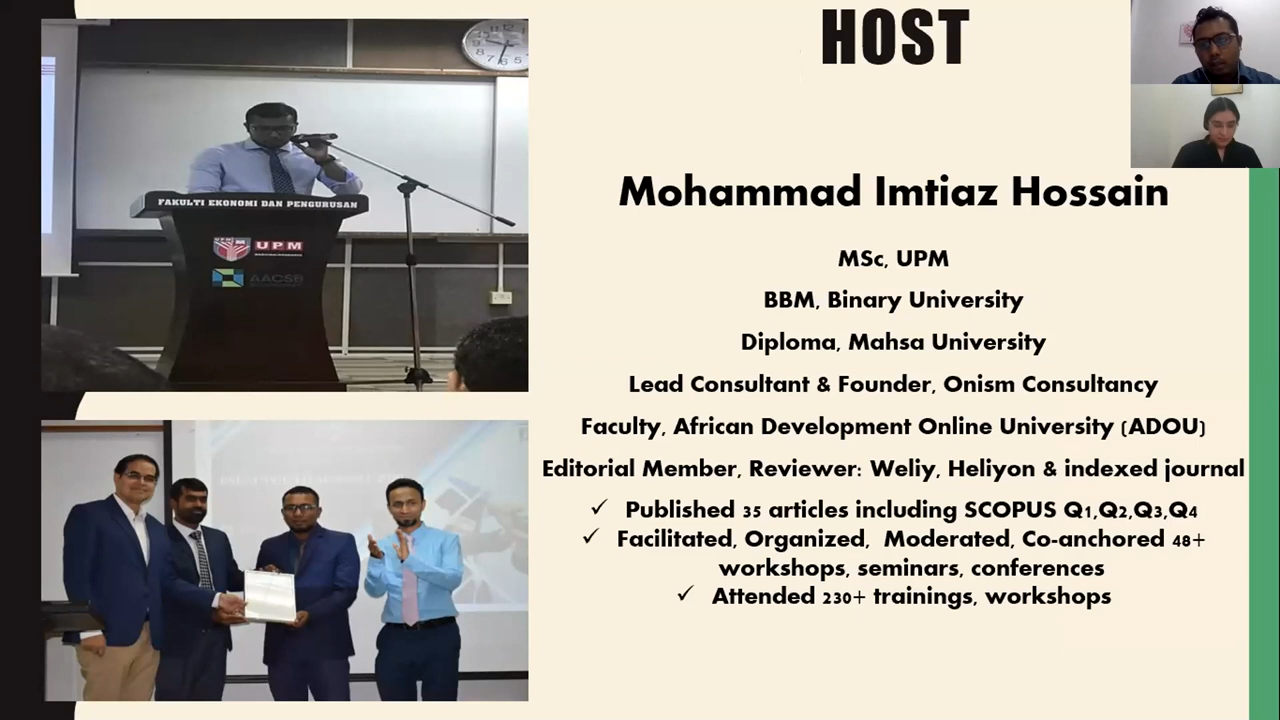 HOST
Mohammad Imtiaz Hossain
MSc, UPM
BBM, Binary University
Diploma, Mahsa University
Lead Consultant & Founder, Onism Consultancy
Faculty, African Development Online University (ADOU)
Editorial Member, Reviewer: Weliy, Heliyon & indexed journal
✓ Published 35 articles including SCOPUS Q1,Q2,Q3,Q4
✓ Facilitated, Organized, Moderated, Co-anchored 48+
workshops, seminars, conferences
✓ Attended 230+ trainings, workshops
FAKULTI EKONOMI DAN PENGURUSAN
UPM
AACSB